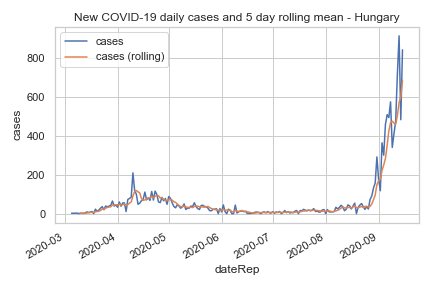 New COVID-19 daily cases and 5 day rolling mean - Hungary
cases
cases (rolling)
800
600
400
200
0
cases
2020-03
2020-04
2020-05
2020-06
2020-07
2020-08
2020-09
dateRep